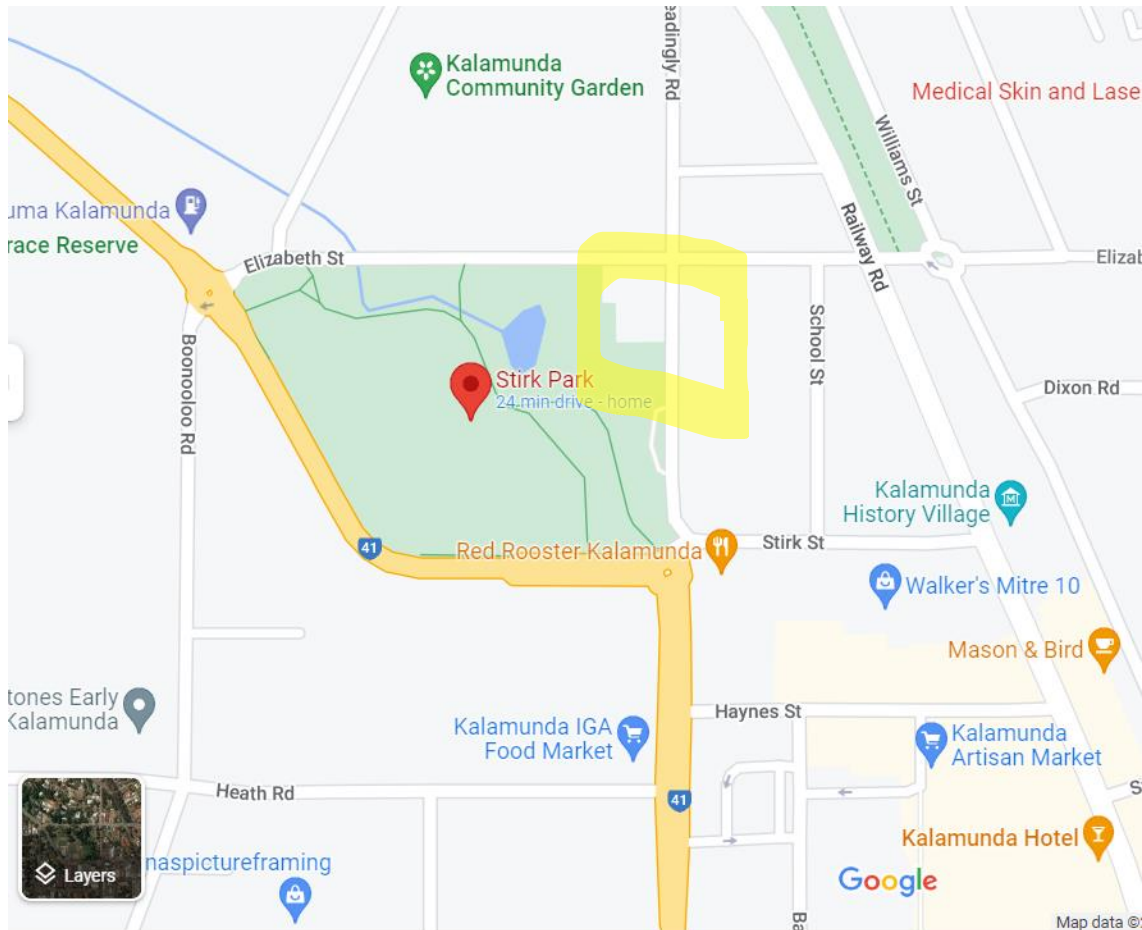 Kalamunda
Community Garden
eadingly Rd
Medical Skin and Lase
Williams St
uma Kalamunda
race Reserve
Elizabeth St
Railway Rd
Elizab
School St
Boonooloo Rd
Stirk Park
24 min drive - home
Dixon Rd
Kalamunda
History Village
41
Red Rooster Kalamunda
Stirk St
Walker's Mitre 10
Mason & Bird
tones Early
Kalamunda
Haynes St
Kalamunda IGA
Food Market
Kalamunda
Artisan Market
Heath Rd
41
S
Kalamunda Hotel
naspictureframing
Layers
Google
Ba
Map data ©